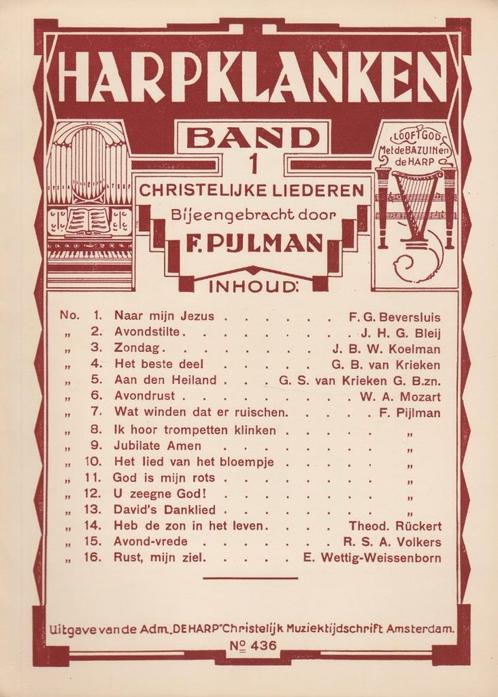 HARPKLANKEN
BAND
1
CHRISTELIJKE LIEDEREN
Bijeengebracht door
F. PIJLMAN
INHOUD:
LOOFT GOD
Met de BAZUIN en
de HARP
No. 1. Naar mijn Jezus . . . . . . F. G. Beversluis
„ 2. Avondstilte . . . . . . . . J. H. G. Bleij
„ 3. Zondag . . . . . . . . J. B. W. Koelman
„ 4. Het beste deel . . . . . . G. B. van Krieken
„ 5. Aan den Heiland . . . G. S. van Krieken G. B.zn.
„ 6. Avondrust . . . . . . . . W. A. Mozart
„ 7. Wat winden dat er ruischen. . . . . F. Pijlman
„ 8. Ik hoor trompetten klinken . . . . . „
„ 9. Jubilate Amen . . . . . . . „
„ 10. Het lied van het bloempje . . . . . „
„ 11. God is mijn rots . . . . . . . „
„ 12. U zeegne God! . . . . . . . „
„ 13. David's Danklied . . . . . . . „
„ 14. Heb de zon in het leven. . . . . Theod. Rückert
„ 15. Avond-vrede . . . . . . R. S. A. Volkers
„ 16. Rust, mijn ziel. . . . . E. Wettig-Weissenborn
Uitgave van de Adm. „DE HARP" Christelijk Muziektijdschrift Amsterdam.
No 436